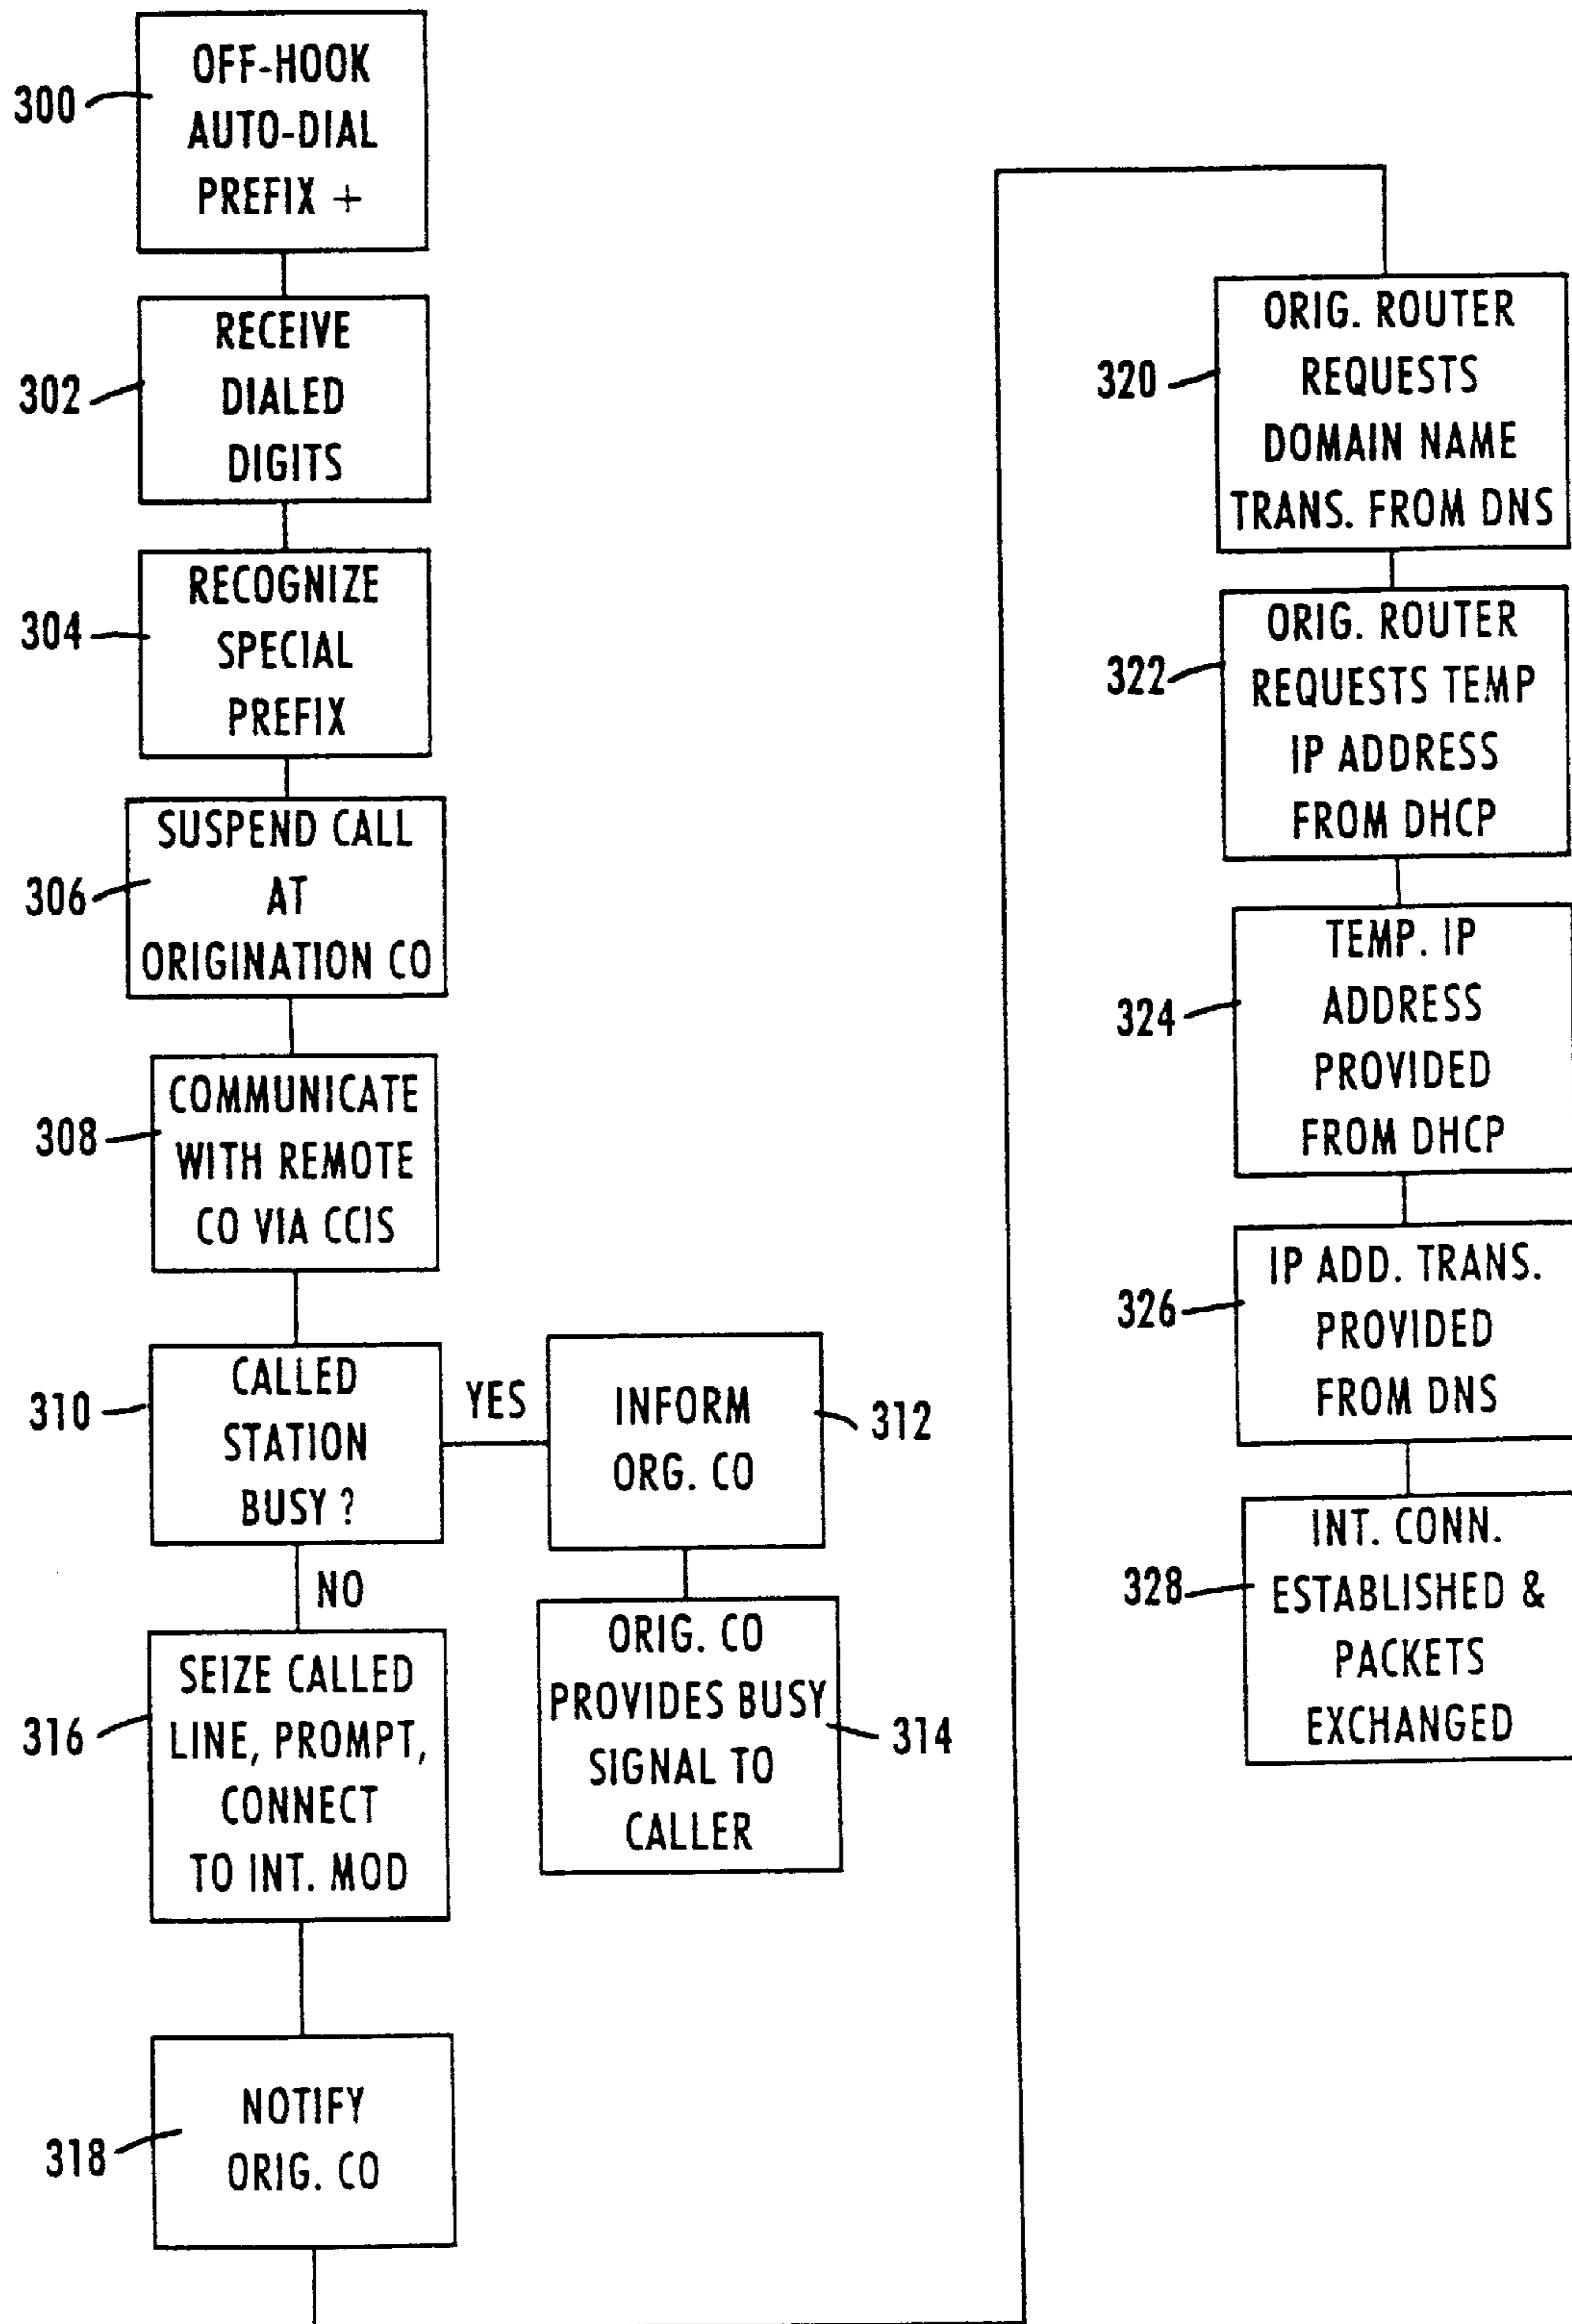 300
OFF-HOOK
AUTO-DIAL
PREFIX +
302
RECEIVE
DIALED
DIGITS
304
RECOGNIZE
SPECIAL
PREFIX
306
SUSPEND CALL
AT
ORIGINATION CO
308
COMMUNICATE
WITH REMOTE
CO VIA CCIS
310
CALLED
STATION
BUSY ?
YES
NO
INFORM
ORG. CO
312
ORIG. CO
PROVIDES BUSY
SIGNAL TO
CALLER
314
316
SEIZE CALLED
LINE, PROMPT,
CONNECT
TO INT. MOD
318
NOTIFY
ORIG. CO
320
ORIG. ROUTER
REQUESTS
DOMAIN NAME
TRANS. FROM DNS
322
ORIG. ROUTER
REQUESTS TEMP
IP ADDRESS
FROM DHCP
324
TEMP. IP
ADDRESS
PROVIDED
FROM DHCP
326
IP ADD. TRANS.
PROVIDED
FROM DNS
328
INT. CONN.
ESTABLISHED &
PACKETS
EXCHANGED